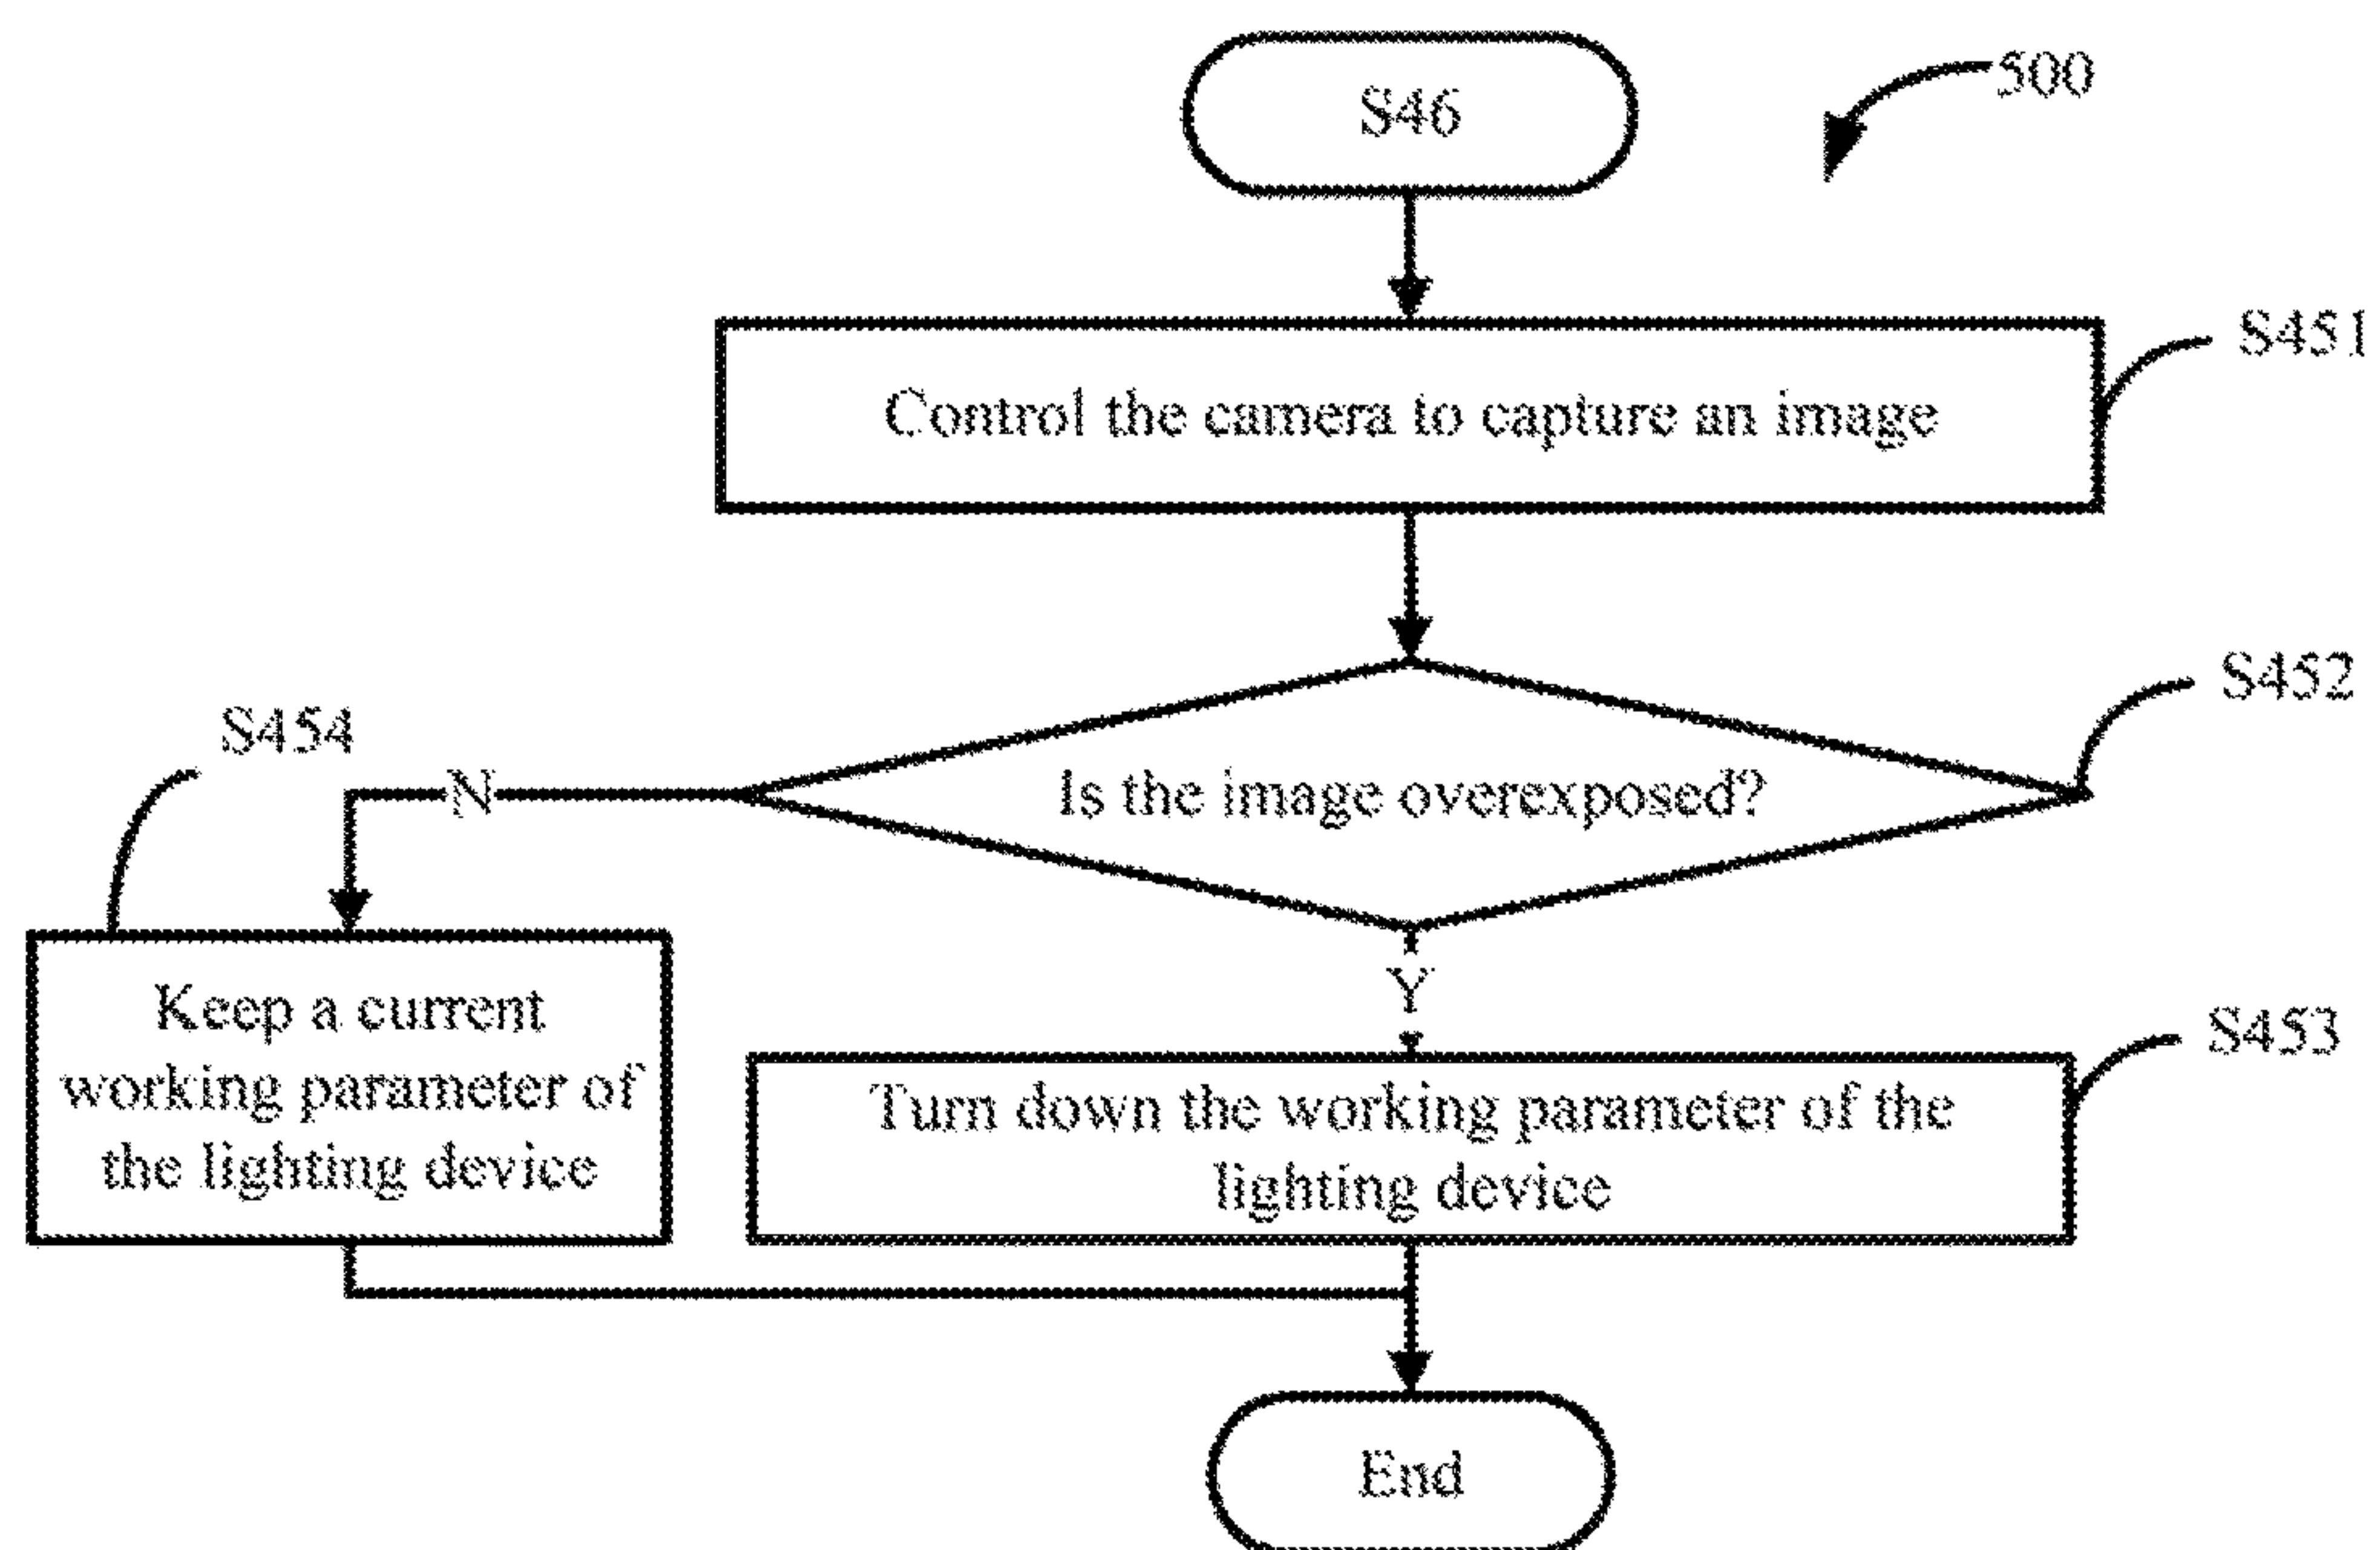 S46
500
Control the camera to capture an image
S451
Is the image overexposed?
S452
S454
N
Y
Keep a current
working parameter of
the lighting device
Turn down the working parameter of the
lighting device
S453
End